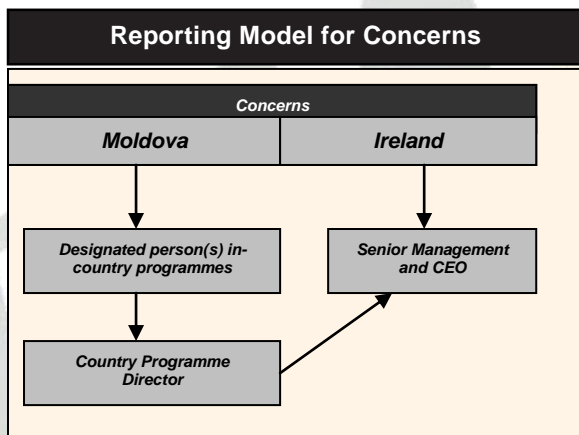 Reporting Model for Concerns
Concerns
Moldova
Ireland
Designated person(s) in-
country programmes
Senior Management
and CEO
Country Programme
Director